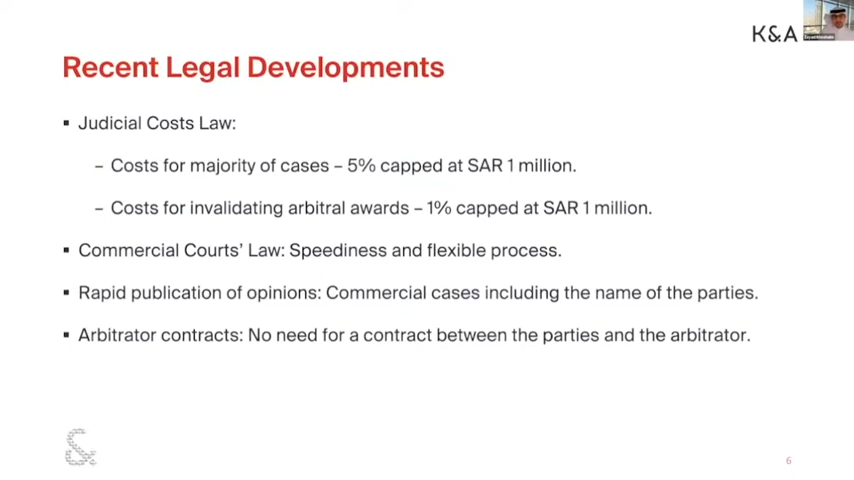 K&A
Recent Legal Developments
▪ Judicial Costs Law:
– Costs for majority of cases – 5% capped at SAR 1 million.
– Costs for invalidating arbitral awards – 1% capped at SAR 1 million.
▪ Commercial Courts’ Law: Speediness and flexible process.
▪ Rapid publication of opinions: Commercial cases including the name of the parties.
▪ Arbitrator contracts: No need for a contract between the parties and the arbitrator.
&
6